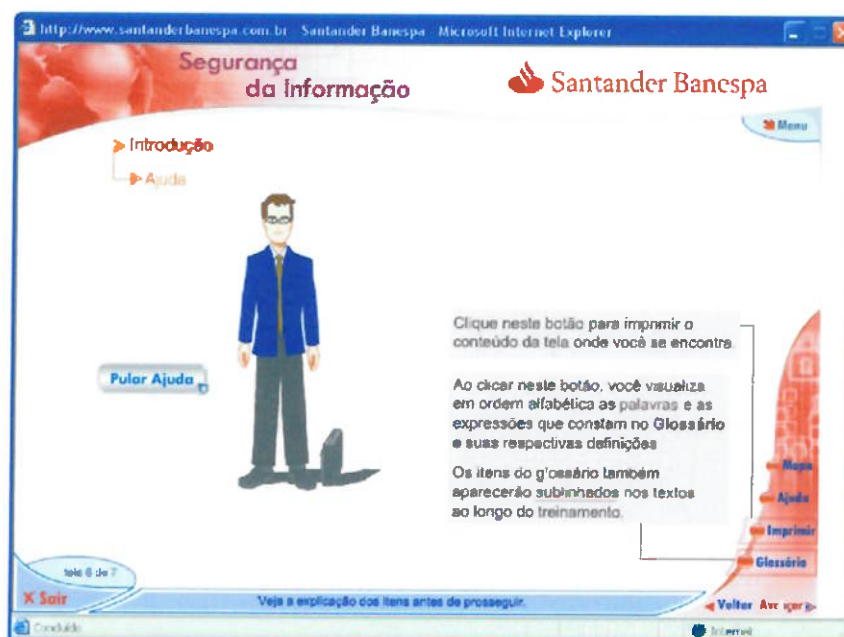 http://www.santanderbanespa.com.br - Santander Banespa - Microsoft Internet Explorer
Segurança
da Informação
Santander Banespa
Menu
Introdução
Ajuda
Clique neste botão para imprimir o
conteúdo da tela onde você se encontra.
Pular Ajuda
Ao clicar neste botão, você visualiza
em ordem alfabética as palavras e as
expressões que constam no Glossário
e suas respectivas definições
Os itens do glossário também
aparecerão sublinhados nos textos
ao longo do treinamento.
Mapa
Ajuda
Imprimir
Glossário
tela 6 de 7
Sair
Veja a explicação dos itens antes de prosseguir.
Voltar Avançar
Concluído
Internet